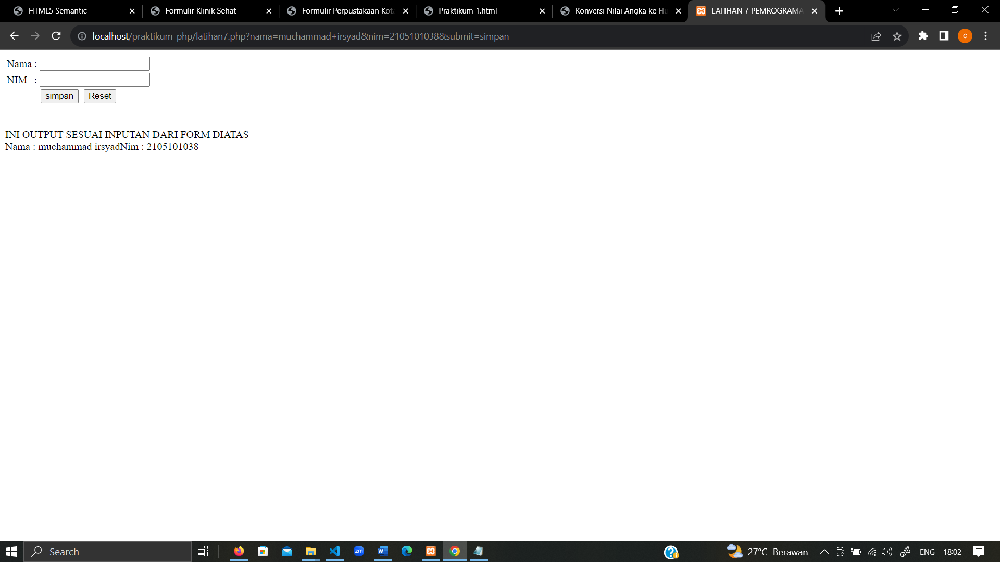 HTML5 Semantic
Formulir Klinik Sehat
Formulir Perpustakaan Kot
Praktikum 1.html
Konversi Nilai Angka ke Hu
LATIHAN 7 PEMROGRAMA
localhost/praktikum_php/latihan7.php?nama=muchammad+irsyad&nim=2105101038&submit=simpan
c
Nama :
NIM :
simpan Reset
INI OUTPUT SESUAI INPUTAN DARI FORM DIATAS
Nama : muchammad irsyadNim : 2105101038
Search
zm
W
27°C Berawan
ENG
18:02